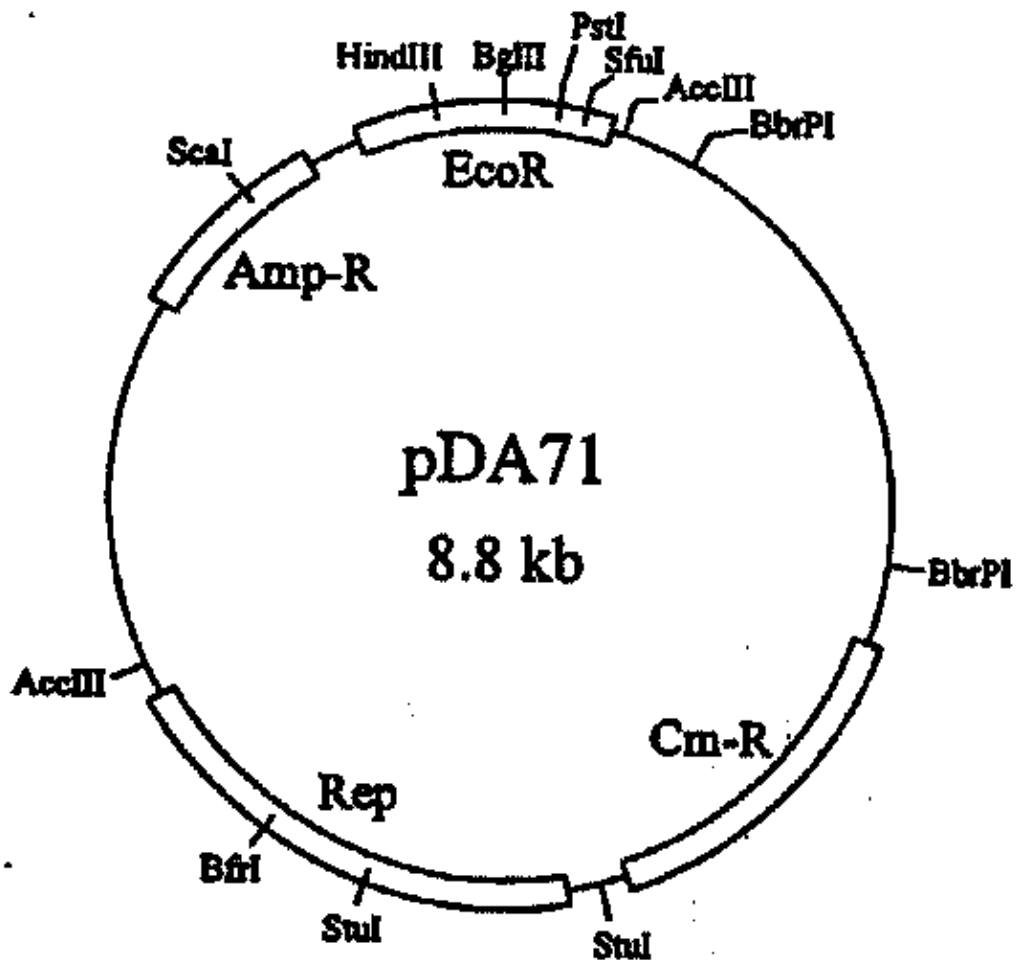 PstI
HindIII
BglII
SfuI
AccIII
BbrPI
ScaI
EcoR
Amp-R
pDA71
8.8 kb
BbrPI
AccIII
Cm-R
Rep
BfrI
StuI
StuI